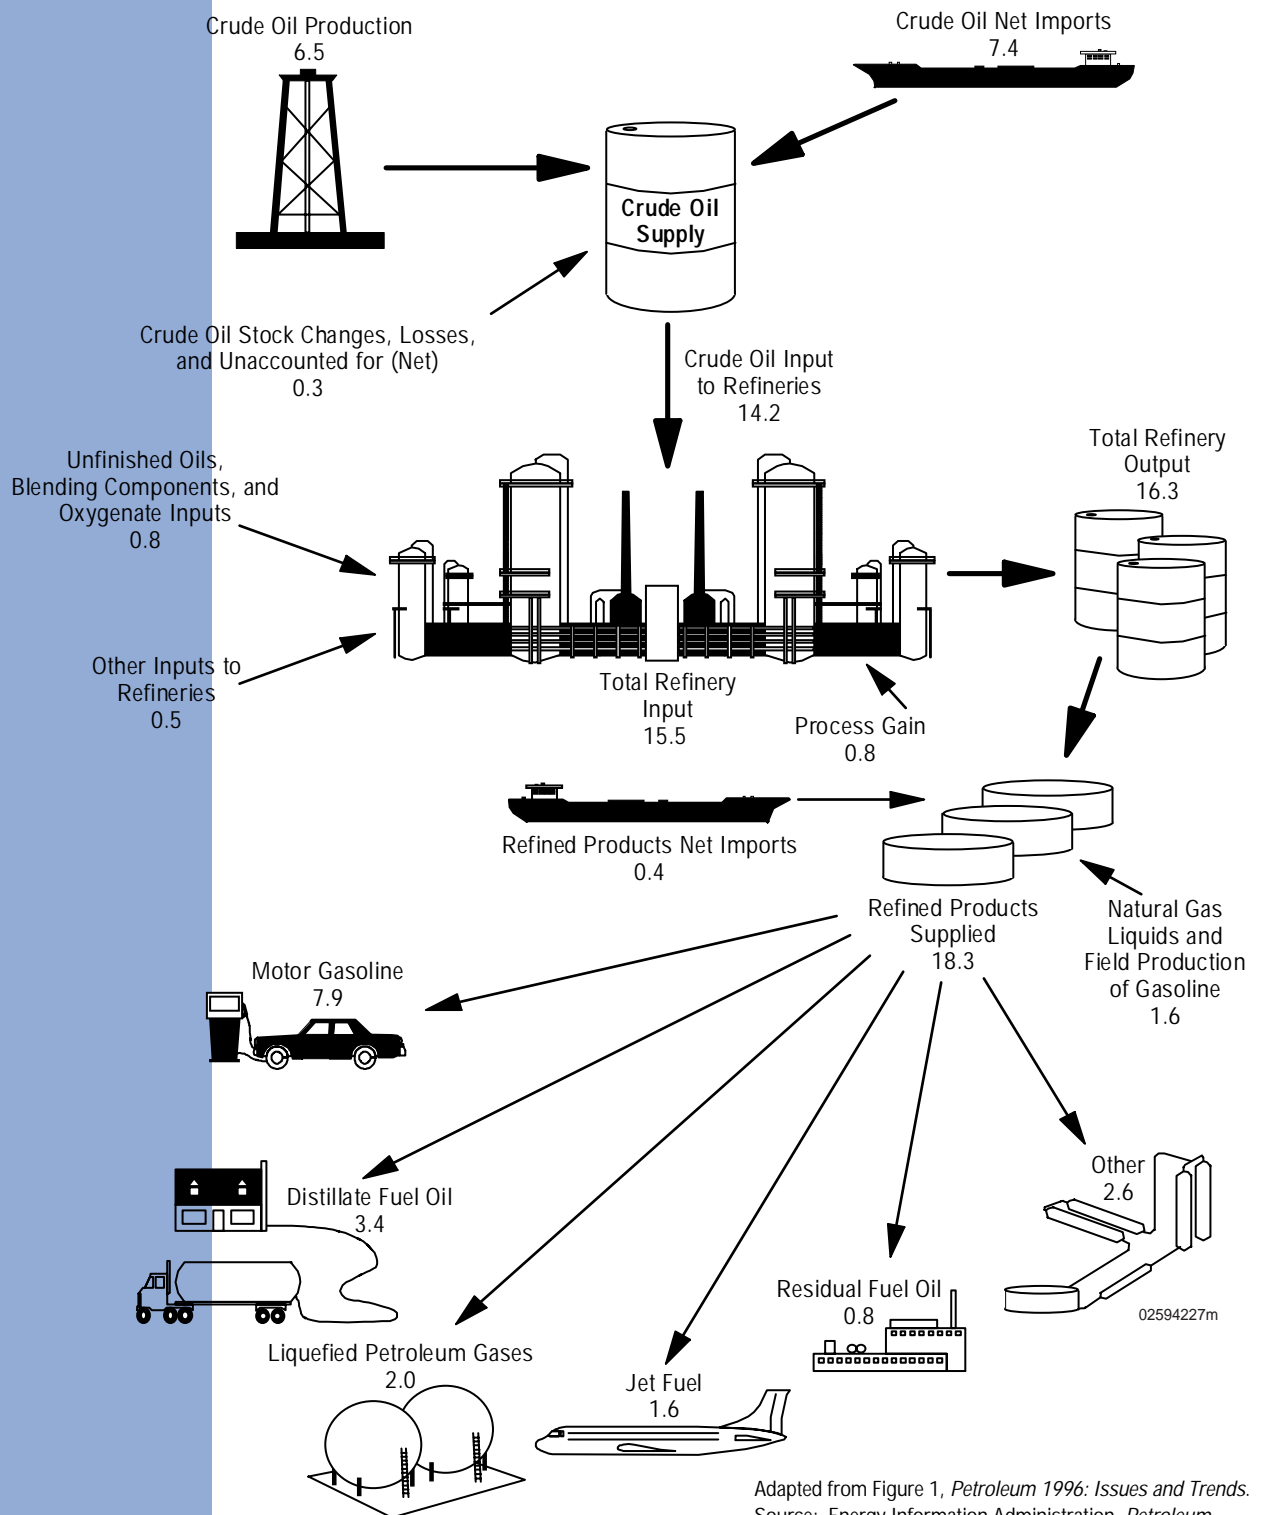 Crude Oil Production
6.5
Crude Oil Net Imports
7.4
Crude Oil
Supply
Crude Oil Stock Changes, Losses,
and Unaccounted for (Net)
0.3
Crude Oil Input
to Refineries
14.2
Unfinished Oils,
Blending Components, and
Oxygenate Inputs
0.8
Total Refinery
Output
16.3
Other Inputs to
Refineries
0.5
Total Refinery
Input
15.5
Process Gain
0.8
Refined Products Net Imports
0.4
Refined Products
Supplied
18.3
Natural Gas
Liquids and
Field Production
of Gasoline
1.6
Motor Gasoline
7.9
Distillate Fuel Oil
3.4
Liquefied Petroleum Gases
2.0
Jet Fuel
1.6
Residual Fuel Oil
0.8
Other
2.6
02594227m
Adapted from Figure 1, Petroleum 1996: Issues and Trends.
Source: Energy Information Administration, Petroleum